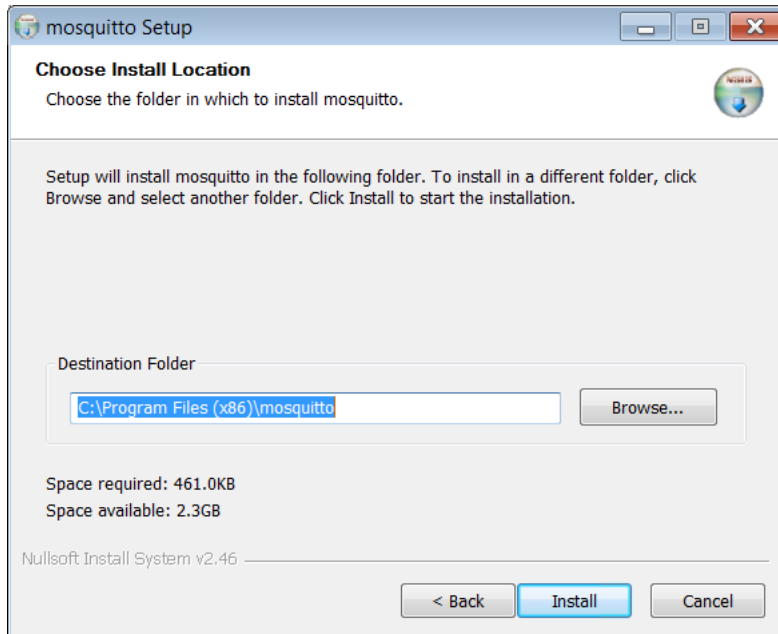 mosquitto Setup
Choose Install Location
Choose the folder in which to install mosquitto.
Setup will install mosquitto in the following folder. To install in a different folder, click
Browse and select another folder. Click Install to start the installation.
Destination Folder
C:\Program Files (x86)\mosquitto
Browse...
Space required: 461.0KB
Space available: 2.3GB
Nullsoft Install System v2.46
< Back
Install
Cancel